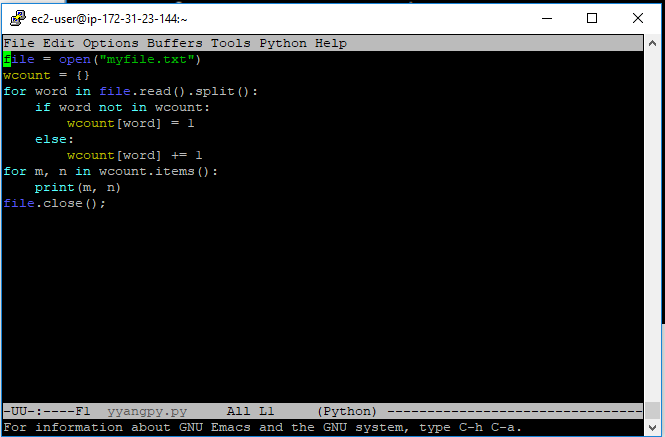 ec2-user@ip-172-31-23-144:~
File Edit Options Buffers Tools Python Help
file = open("myfile.txt")
wcount = {}
for word in file.read().split():
    if word not in wcount:
        wcount[word] = 1
    else:
        wcount[word] += 1
for m, n in wcount.items():
    print(m, n)
file.close();
-UU-:----F1  yyangpy.py     All L1     (Python) --------------------------------
For information about GNU Emacs and the GNU system, type C-h C-a.